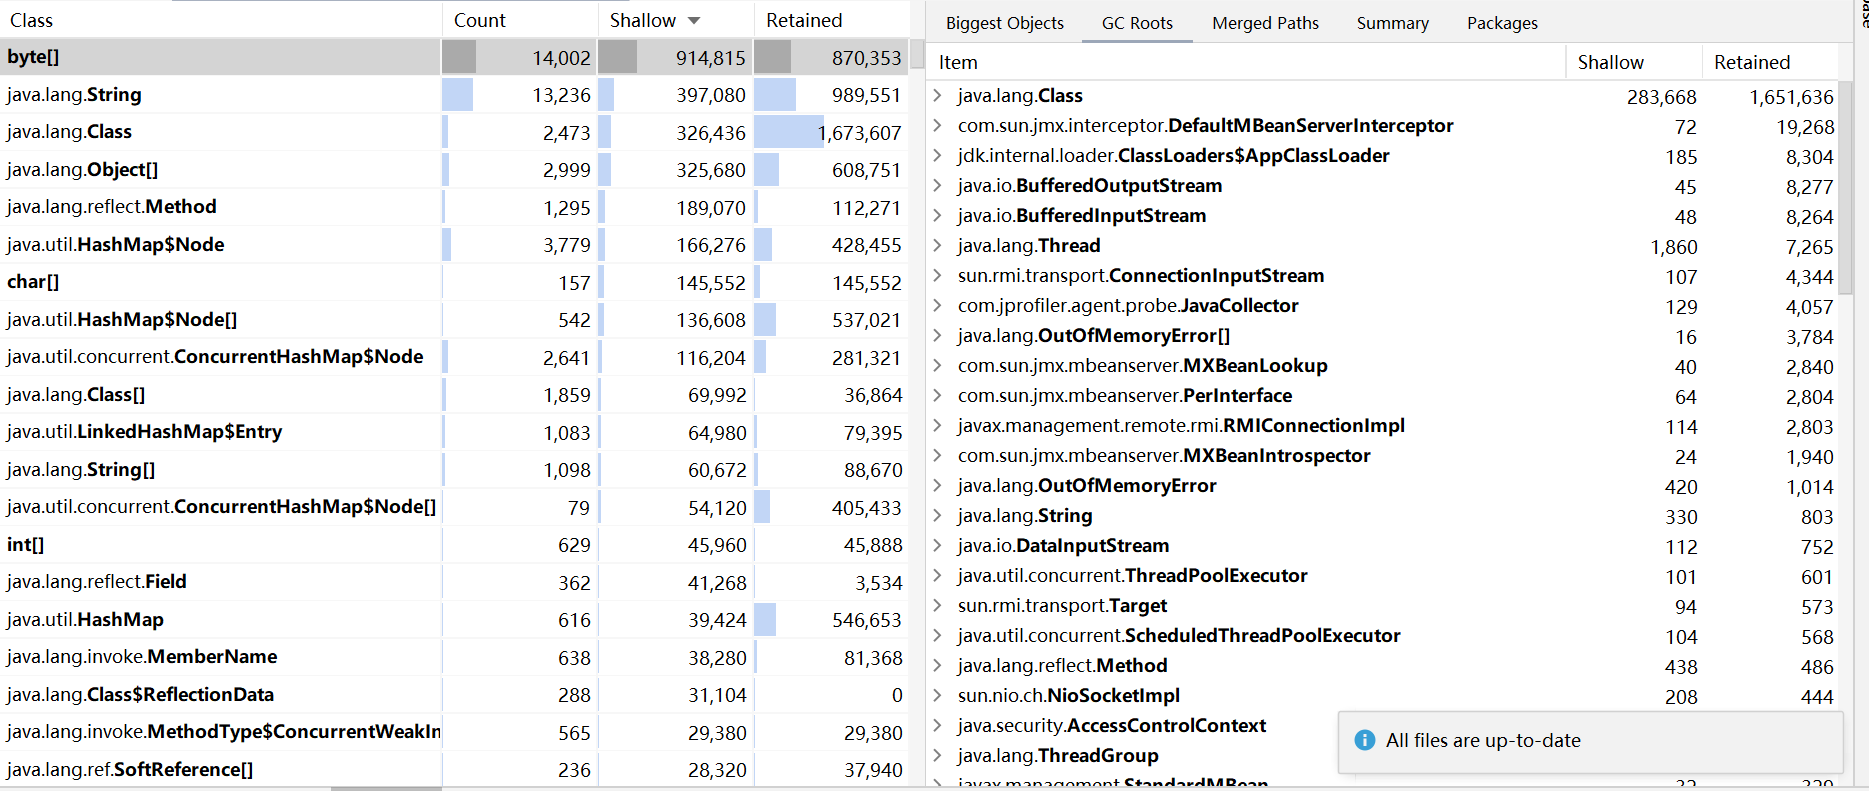 Class Count Shallow Retained
byte[] 14,002 914,815 870,353
java.lang.String 13,236 397,080 989,551
java.lang.Class 2,473 326,436 1,673,607
java.lang.Object[] 2,999 325,680 608,751
java.lang.reflect.Method 1,295 189,070 112,271
java.util.HashMap$Node 3,779 166,276 428,455
char[] 157 145,552 145,552
java.util.HashMap$Node[] 542 136,608 537,021
java.util.concurrent.ConcurrentHashMap$Node 2,641 116,204 281,321
java.lang.Class[] 1,859 69,992 36,864
java.util.LinkedHashMap$Entry 1,083 64,980 79,395
java.lang.String[] 1,098 60,672 88,670
java.util.concurrent.ConcurrentHashMap$Node[] 79 54,120 405,433
int[] 629 45,960 45,888
java.lang.reflect.Field 362 41,268 3,534
java.util.HashMap 616 39,424 546,653
java.lang.invoke.MemberName 638 38,280 81,368
java.lang.Class$ReflectionData 288 31,104 0
java.lang.invoke.MethodType$ConcurrentWeakIn 565 29,380 29,380
java.lang.ref.SoftReference[] 236 28,320 37,940
Biggest Objects GC Roots Merged Paths Summary Packages
Item Shallow Retained
java.lang.Class 283,668 1,651,636
com.sun.jmx.interceptor.DefaultMBeanServerInterceptor 72 19,268
jdk.internal.loader.ClassLoaders$AppClassLoader 185 8,304
java.io.BufferedOutputStream 45 8,277
java.io.BufferedInputStream 48 8,264
java.lang.Thread 1,860 7,265
sun.rmi.transport.ConnectionInputStream 107 4,344
com.jprofiler.agent.probe.JavaCollector 129 4,057
java.lang.OutOfMemoryError[] 16 3,784
com.sun.jmx.mbeanserver.MXBeanLookup 40 2,840
com.sun.jmx.mbeanserver.PerInterface 64 2,804
javax.management.remote.rmi.RMIConnectionImpl 114 2,803
com.sun.jmx.mbeanserver.MXBeanIntrospector 24 1,940
java.lang.OutOfMemoryError 420 1,014
java.lang.String 330 803
java.io.DataInputStream 112 752
java.util.concurrent.ThreadPoolExecutor 101 601
sun.rmi.transport.Target 94 573
java.util.concurrent.ScheduledThreadPoolExecutor 104 568
java.lang.reflect.Method 438 486
sun.nio.ch.NioSocketImpl 208 444
java.security.AccessControlContext
java.lang.ThreadGroup
javax.management.StandardMBean
All files are up-to-date